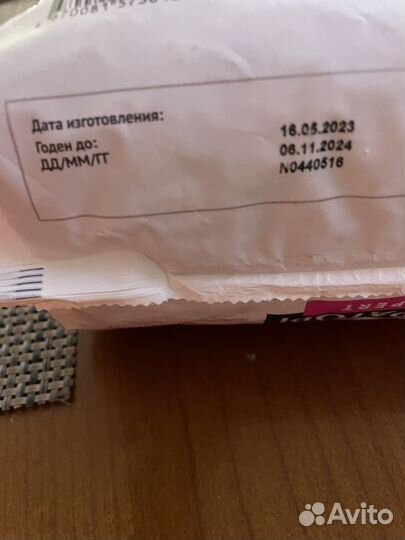 Дата изготовления: 16.05.2023
Годен до: 06.11.2024
ДД/ММ/ГГ N0440516
Avito